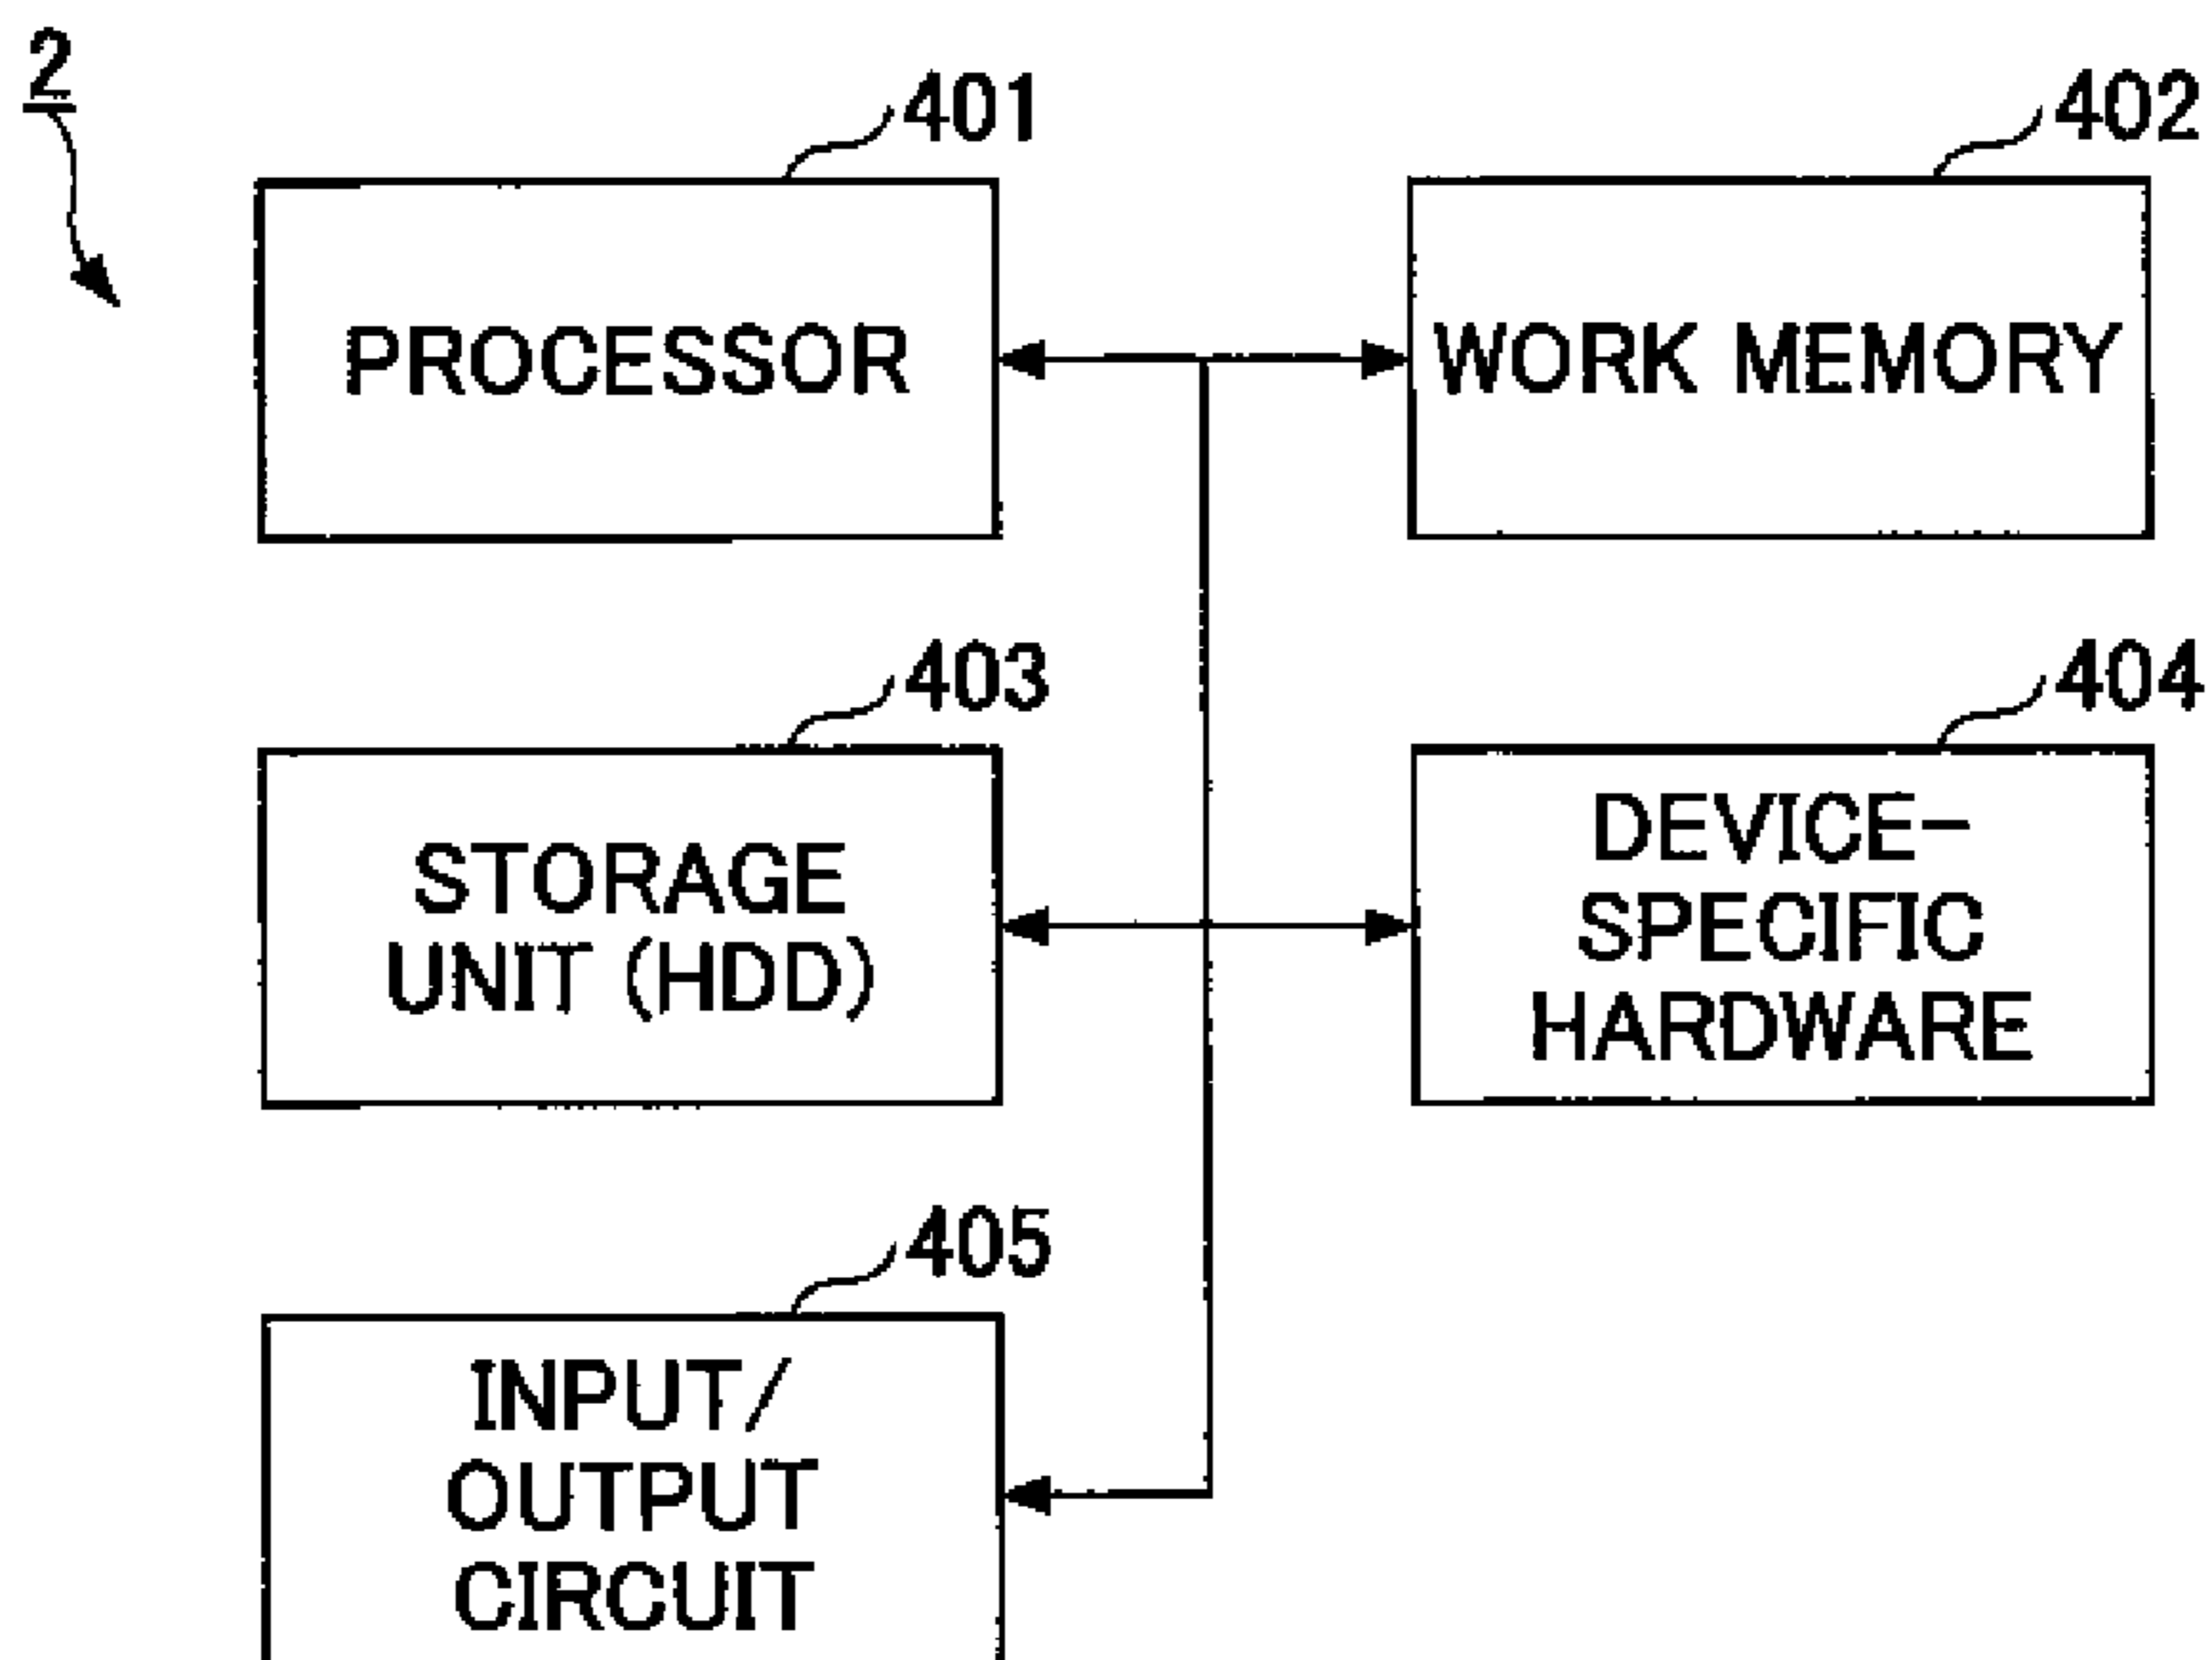 2
401
402
PROCESSOR
WORK MEMORY
403
404
STORAGE
UNIT (HDD)
DEVICE-
SPECIFIC
HARDWARE
405
INPUT/
OUTPUT
CIRCUIT